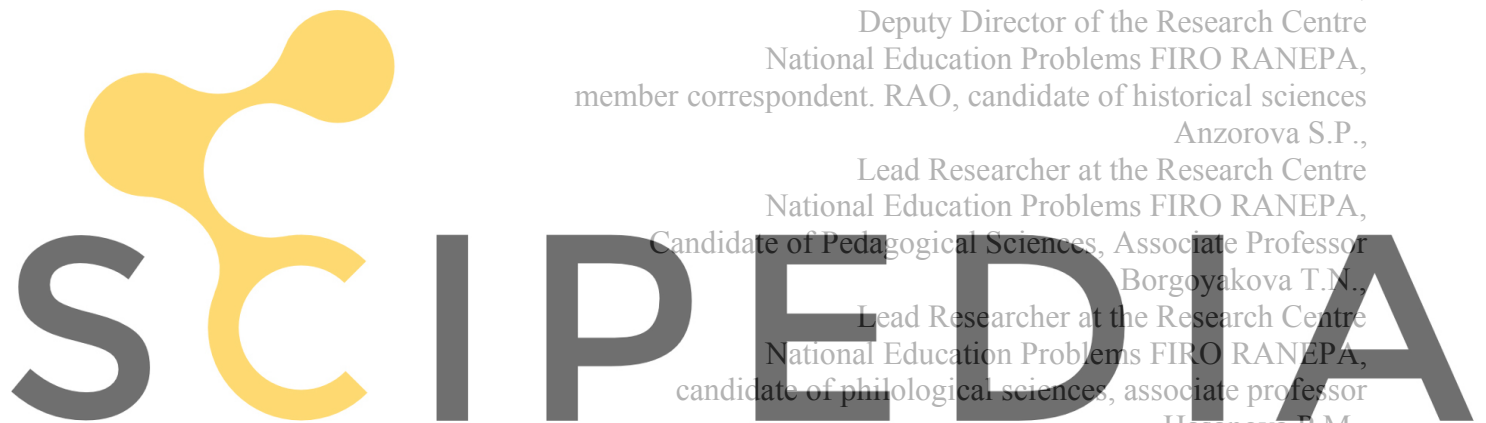 Deputy Director of the Research Centre
National Education Problems FIRO RANEPA,
member correspondent. RAO, candidate of historical sciences
Anzorova S.P.,
Lead Researcher at the Research Centre
National Education Problems FIRO RANEPA,
Candidate of Pedagogical Sciences, Associate Professor
Borgoyakova T.N.,
Lead Researcher at the Research Centre
National Education Problems FIRO RANEPA,
candidate of philological sciences, associate professor
SCIPEDIA